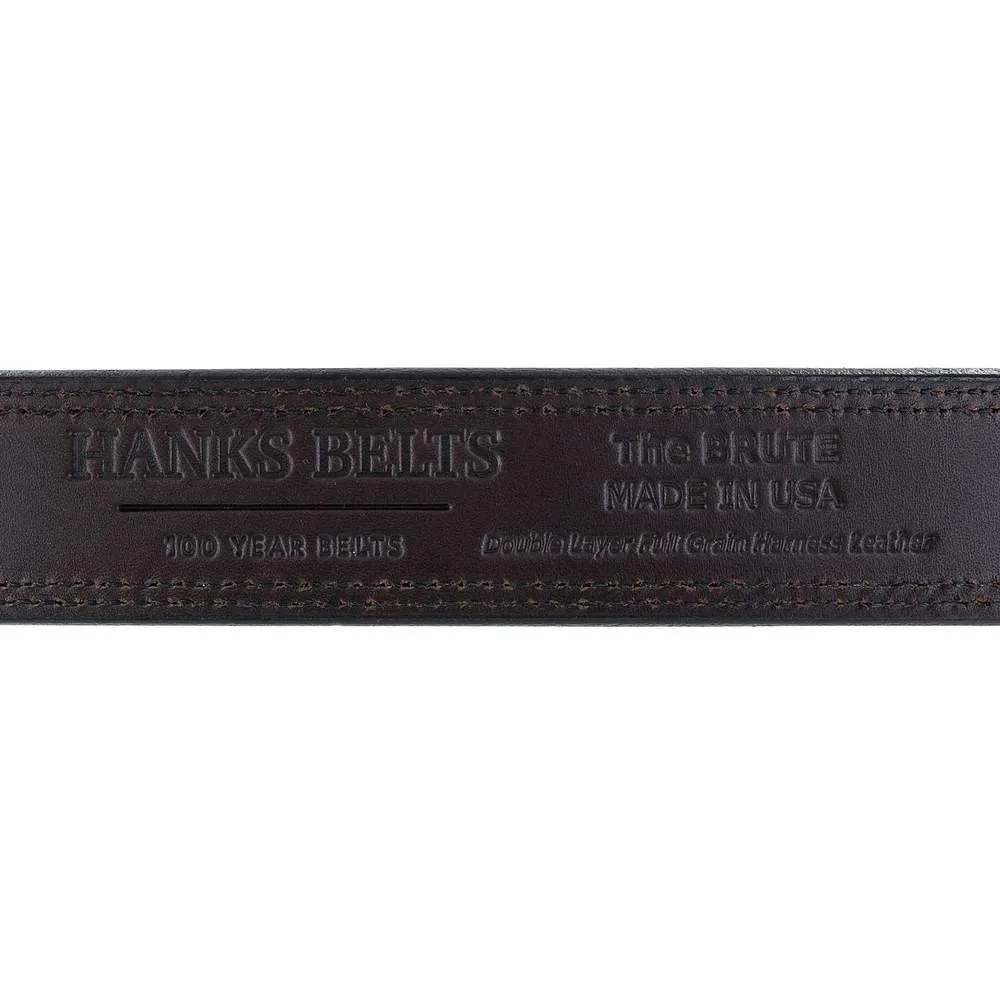 HANKS BELTS
100 YEAR BELTS
The BRUTE
MADE IN USA
Double Layer Full Grain Harness Leather